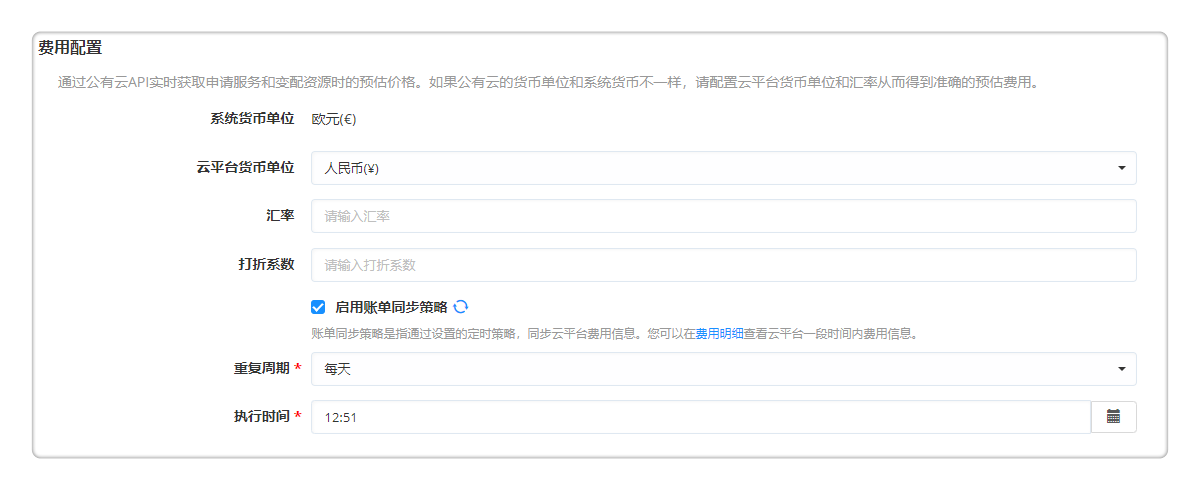 费用配置
通过公有云API实时获取申请服务和变配资源时的预估价格。如果公有云的货币单位和系统货币不一样，请配置云平台货币单位和汇率从而得到准确的预估费用。
系统货币单位 欧元(€)
云平台货币单位 人民币(¥)
汇率 请输入汇率
打折系数 请输入打折系数
启用账单同步策略
账单同步策略是指通过设置的定时策略，同步云平台费用信息。您可以在费用明细查看云平台一段时间内费用信息。
重复周期 * 每天
执行时间 * 12:51